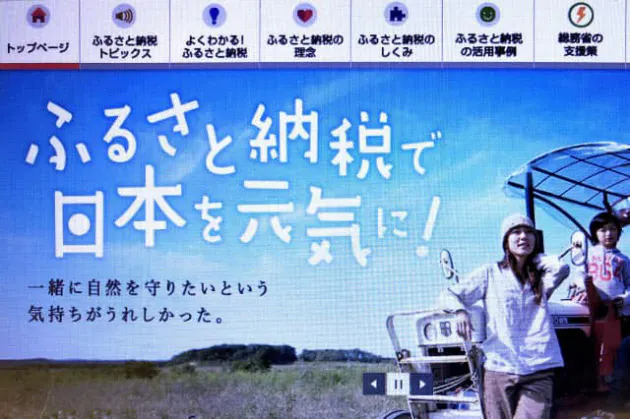 トップページ
ふるさと納税
トピックス
よくわかる!
ふるさと納税
ふるさと納税の
理念
ふるさと納税の
しくみ
ふるさと納税
の活用事例
総務省の
支援策
ふるさと納税で
日本を元気に!
一緒に自然を守りたいという
気持ちがうれしかった。